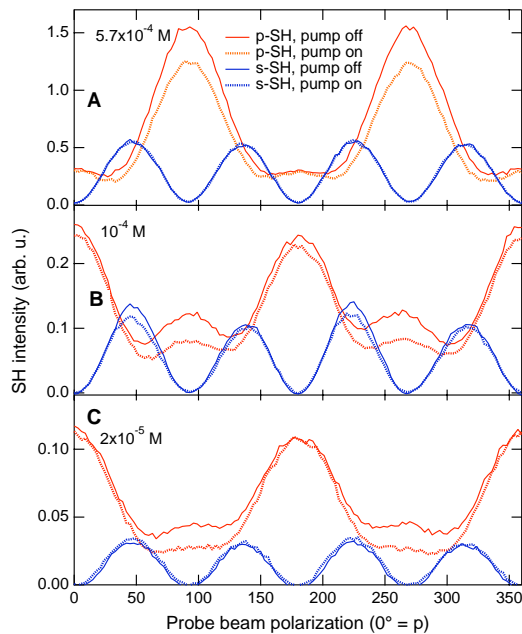 5.7x10⁻⁴ M
p-SH, pump off
p-SH, pump on
s-SH, pump off
s-SH, pump on
A
1.5
1.0
0.5
0.0
10⁻⁴ M
B
0.2
0.1
0.0
C
2x10⁻⁵ M
0.10
0.05
0.00
SH intensity (arb. u.)
0 50 100 150 200 250 300 350
Probe beam polarization (0° = p)